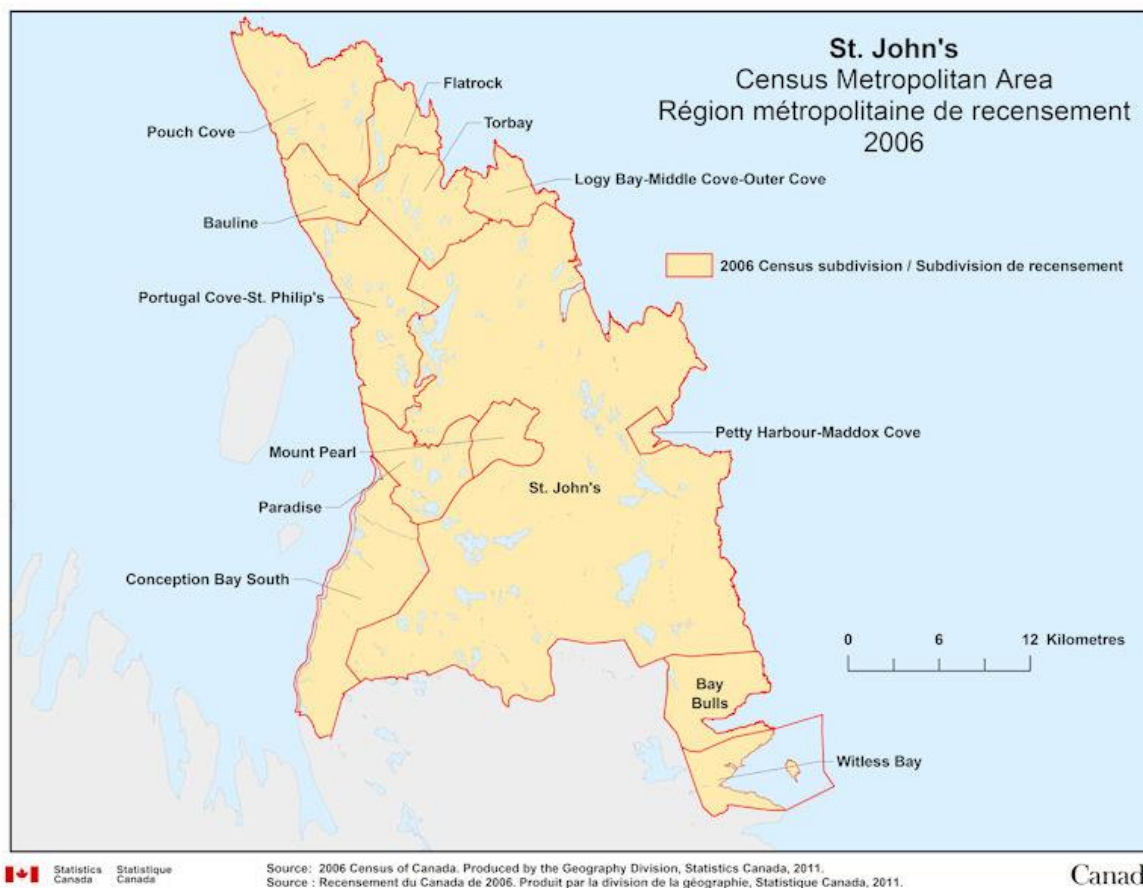 St. John's
Census Metropolitan Area
Région métropolitaine de recensement
2006
Flatrock
Pouch Cove
Torbay
Logy Bay-Middle Cove-Outer Cove
Bauline
2006 Census subdivision / Subdivision de recensement
Portugal Cove-St. Philip's
Petty Harbour-Maddox Cove
Mount Pearl
St. John's
Paradise
Conception Bay South
0 6 12 Kilometres
Bay
Bulls
Witless Bay
Statistics
Canada
Statistique
Canada
Source: 2006 Census of Canada. Produced by the Geography Division, Statistics Canada, 2011.
Source : Recensement du Canada de 2006. Produit par la division de la géographie, Statistique Canada, 2011.